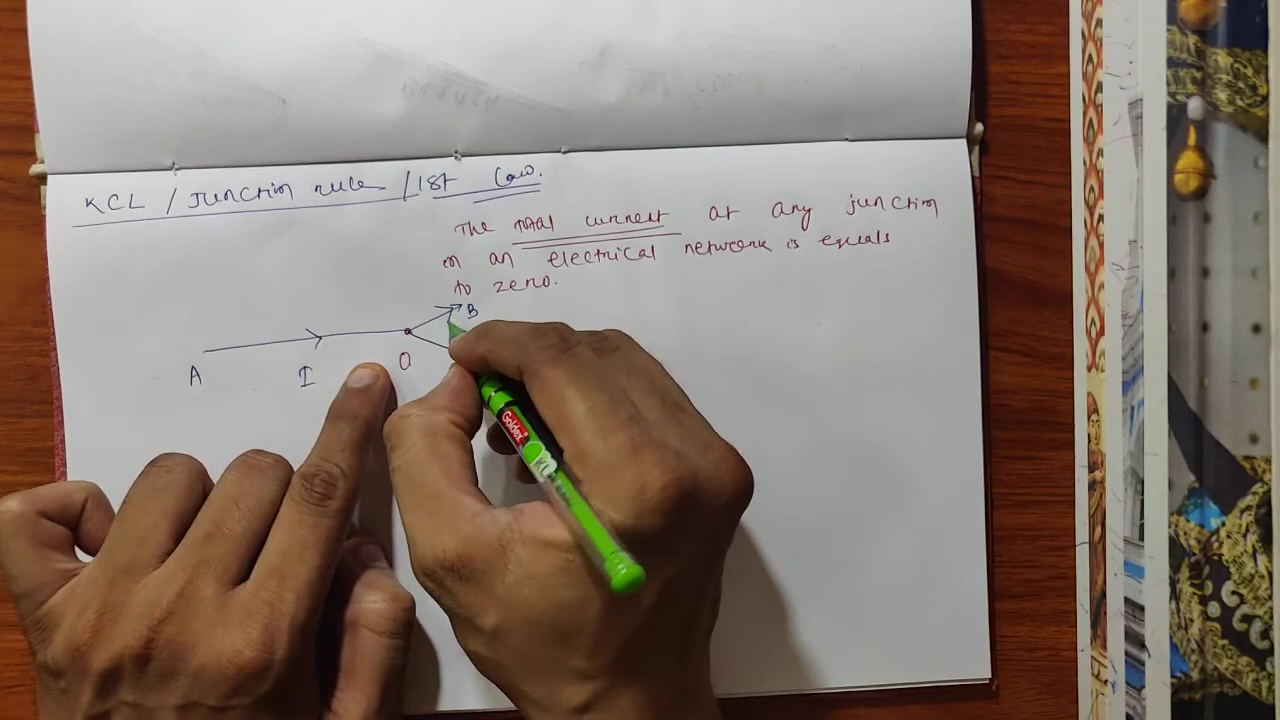 KCL / Junction rule / 1st Law.
The total current at any junction
in an electrical network is equals
to zero.
B
A I O
Goldex